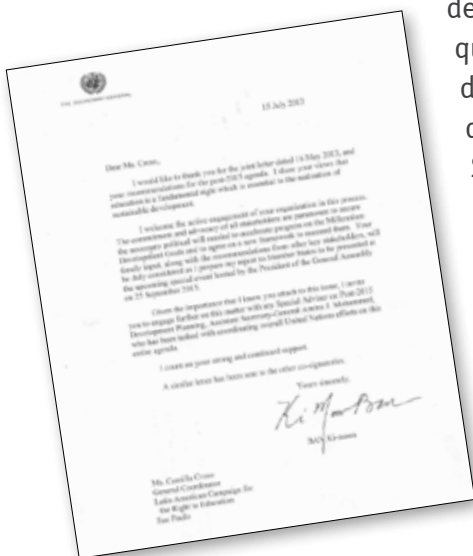 THE SECRETARY-GENERAL
15 July 2013
Dear Ms. Croso,
I would like to thank you for the joint letter dated 16 May 2013, and
your recommendations for the post-2015 agenda. I share your views that
education is a fundamental right which is essential to the realization of
sustainable development.
I welcome the active engagement of your organization in this process.
The commitment and advocacy of all stakeholders are paramount to secure
the necessary political will needed to accelerate progress on the Millennium
Development Goals and to agree on a new framework to succeed them. Your
timely input, along with the recommendations from other key stakeholders, will
be duly considered as I prepare my report to Member States to be presented at
the upcoming special event hosted by the President of the General Assembly
on 25 September 2013.
Given the importance that I know you attach to this issue, I invite
you to engage further on this matter with my Special Adviser on Post-2015
Development Planning, Assistant Secretary-General Amina J. Mohammed,
who has been tasked with coordinating overall United Nations efforts on this
entire agenda.
I count on your strong and continued support.
A similar letter has been sent to the other co-signatories.
Yours sincerely,
Ki Moon Ban
BAN Ki-moon
Ms. Camilla Croso
General Coordinator
Latin American Campaign for
the Right to Education
Sao Paulo
de
qu
d